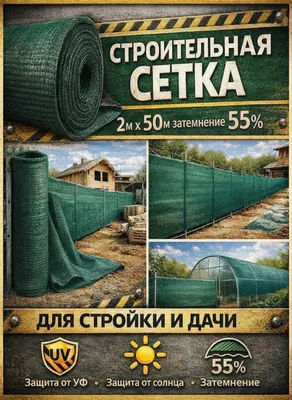 СТРОИТЕЛЬНАЯ
СЕТКА
2м х 50м затемнение 55%
ДЛЯ СТРОЙКИ И ДАЧИ
UV
55%
Защита от УФ • Защита от солнца • Затемнение